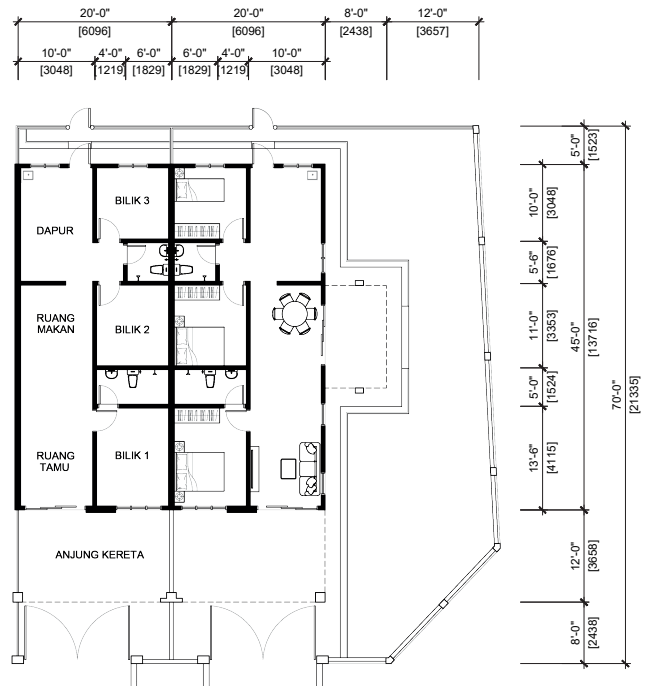 20'-0" 20'-0" 8'-0" 12'-0"
[6096] [6096] [2438] [3657]
10'-0" 4'-0" 6'-0" 6'-0" 4'-0" 10'-0"
[3048] [1219] [1829] [1829] [1219] [3048]
5'-0"
[1523]
BILIK 3
10'-0"
[3048]
DAPUR
5'-6"
[1676]
RUANG
MAKAN
BILIK 2
11'-0"
[3353]
45'-0"
[13716]
5'-0"
[1524]
70'-0"
[21335]
RUANG
TAMU
BILIK 1
13'-6"
[4115]
ANJUNG KERETA
12'-0"
[3658]
8'-0"
[2438]